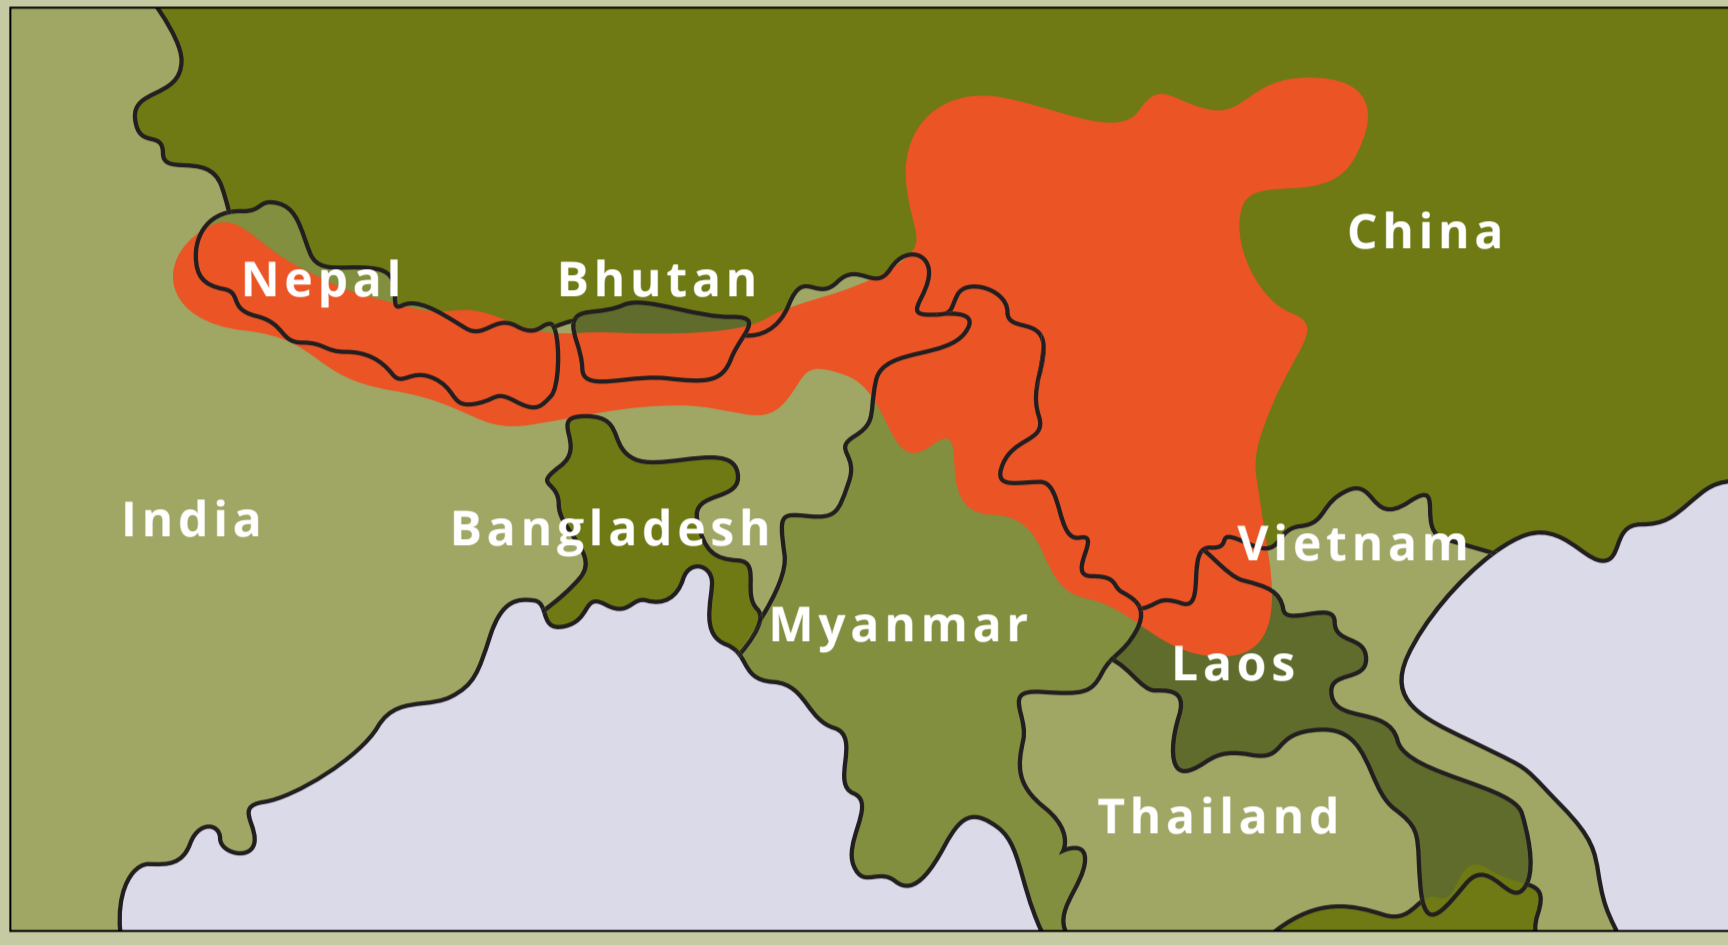 China
Nepal
Bhutan
India
Bangladesh
Vietnam
Myanmar
Laos
Thailand